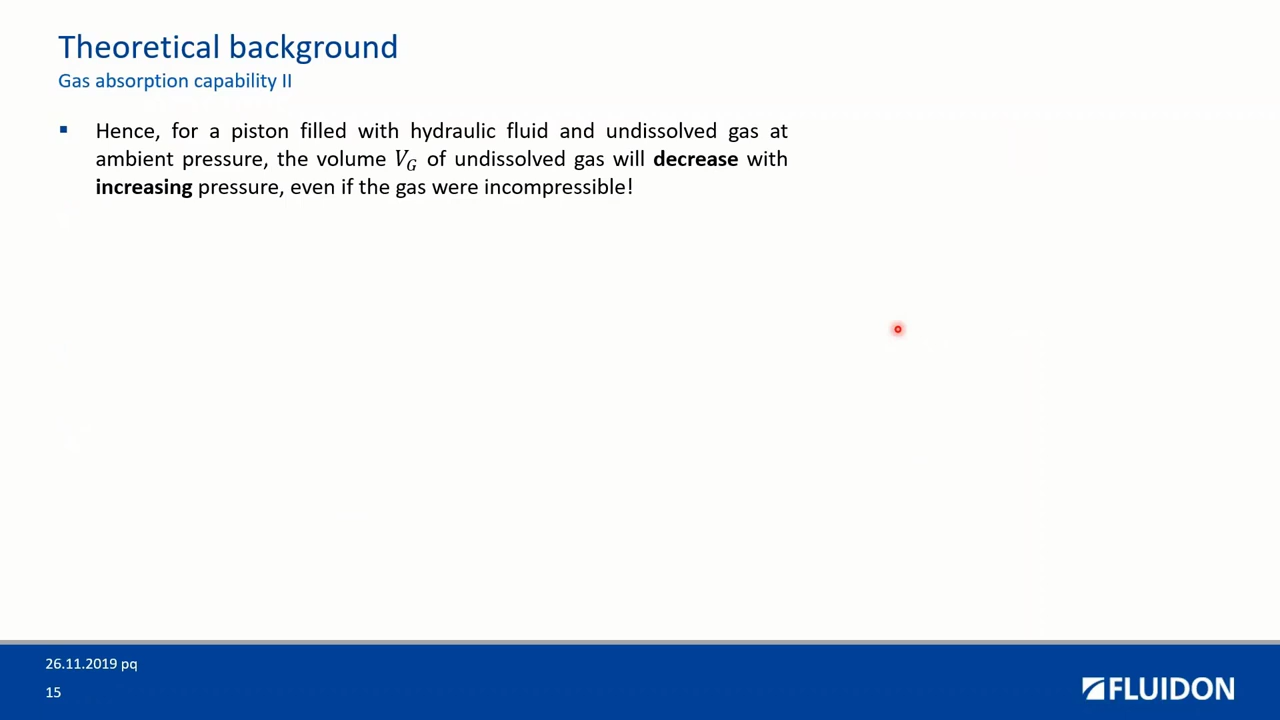 Theoretical background
Gas absorption capability II
▪ Hence, for a piston filled with hydraulic fluid and undissolved gas at
ambient pressure, the volume V_G of undissolved gas will decrease with
increasing pressure, even if the gas were incompressible!
26.11.2019 pq
15
FLUIDON